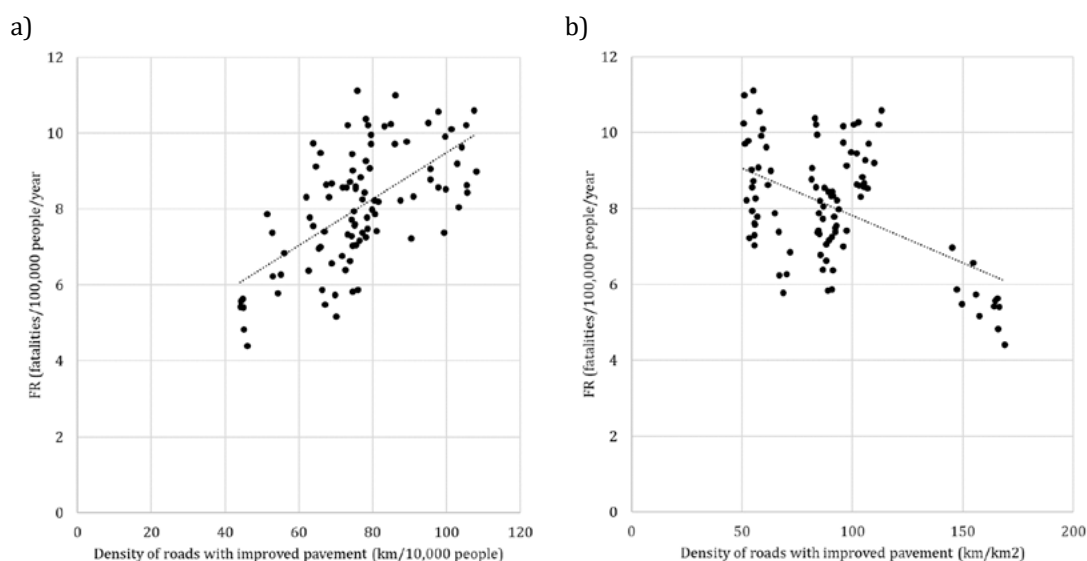 a)
b)
12
10
8
6
4
2
0
FR (fatalities/100,000 people/year)
0 20 40 60 80 100 120
Density of roads with improved pavement (km/10,000 people)
12
10
8
6
4
2
0
FR (fatalities/100,000 people/year)
0 50 100 150 200
Density of roads with improved pavement (km/km2)